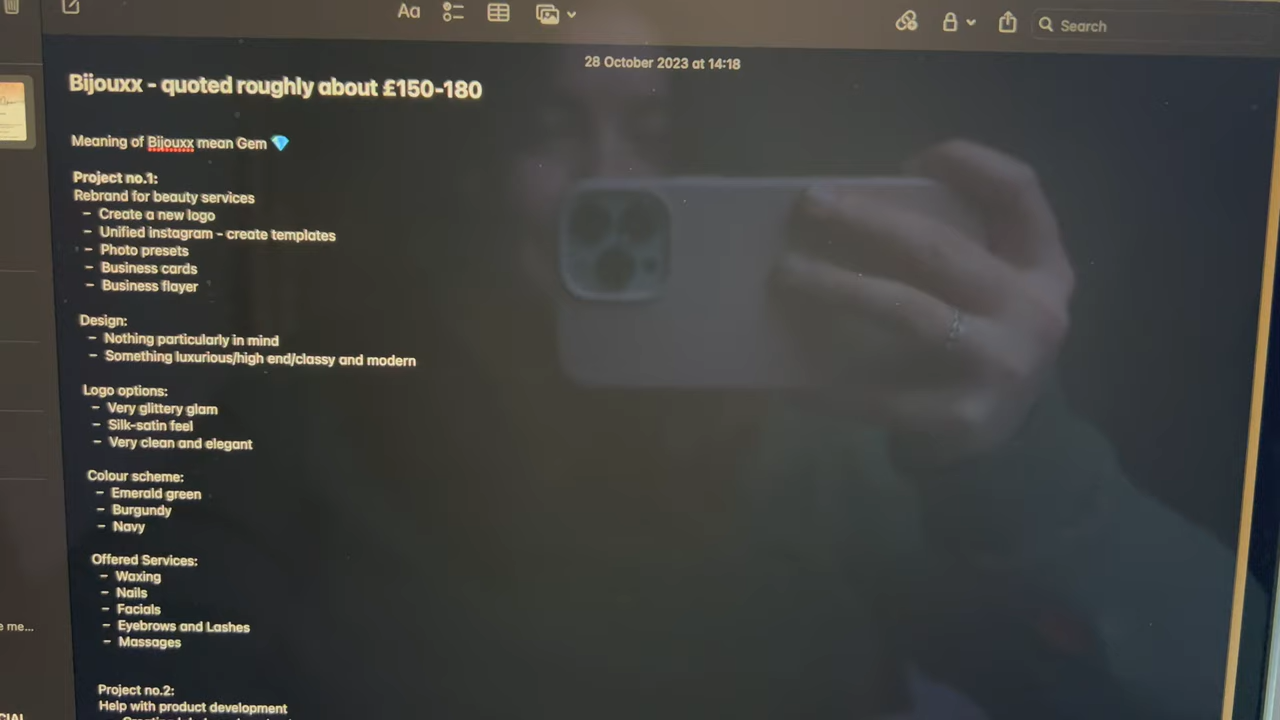 Aa
Search
28 October 2023 at 14:18
Bijouxx - quoted roughly about £150-180
Meaning of Bijouxx mean Gem 💎
Project no.1:
Rebrand for beauty services
- Create a new logo
- Unified instagram - create templates
- Photo presets
- Business cards
- Business flayer
Design:
- Nothing particularly in mind
- Something luxurious/high end/classy and modern
Logo options:
- Very glittery glam
- Silk-satin feel
- Very clean and elegant
Colour scheme:
- Emerald green
- Burgundy
- Navy
Offered Services:
- Waxing
- Nails
- Facials
- Eyebrows and Lashes
- Massages
e me...
Project no.2:
Help with product development